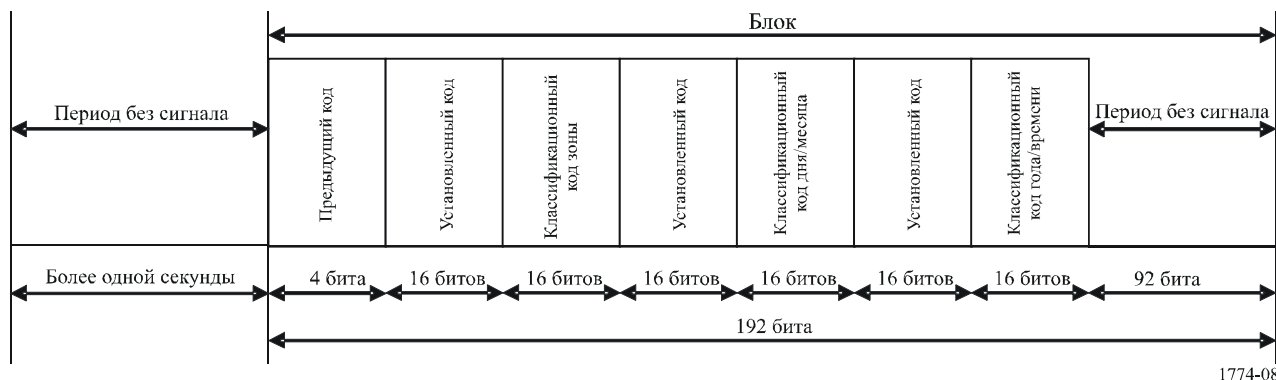 Блок
Период без сигнала
Предыдущий код
Установленный код
Классификационный
код зоны
Установленный код
Классификационный
код дня/месяца
Установленный код
Классификационный
код года/времени
Период без сигнала
Более одной секунды
4 бита
16 битов
16 битов
16 битов
16 битов
16 битов
16 битов
92 бита
192 бита
1774-08